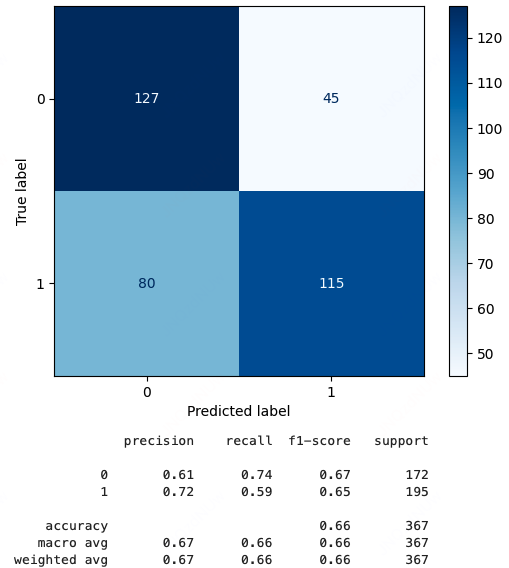 120
127
45
0
110
100
True label
90
80
80
115
1
70
60
50
0
1
Predicted label
precision recall f1-score support
0 0.61 0.74 0.67 172
1 0.72 0.59 0.65 195
accuracy 0.66 367
macro avg 0.67 0.66 0.66 367
weighted avg 0.67 0.66 0.66 367